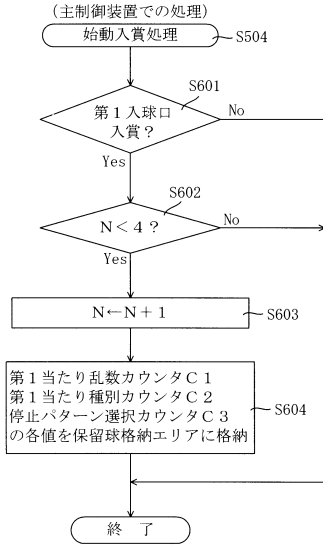 (主制御装置での処理)
始動入賞処理
S504
S601
第１入球口
入賞？
No
Yes
S602
Ｎ＜４？
No
Yes
Ｎ←Ｎ＋１
S603
第１当たり乱数カウンタＣ１
第１当たり種別カウンタＣ２
停止パターン選択カウンタＣ３
の各値を保留球格納エリアに格納
S604
終 了